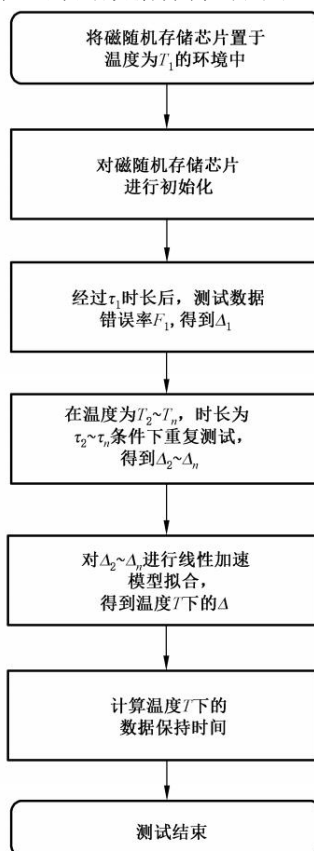 将磁随机存储芯片置于
温度为T₁的环境中
对磁随机存储芯片
进行初始化
经过τ₁时长后，测试数据
错误率F₁，得到Δ₁
在温度为T₂~Tₙ，时长为
τ₂~τₙ条件下重复测试，
得到Δ₂~Δₙ
对Δ₂~Δₙ进行线性加速
模型拟合，
得到温度T下的Δ
计算温度T下的
数据保持时间
测试结束